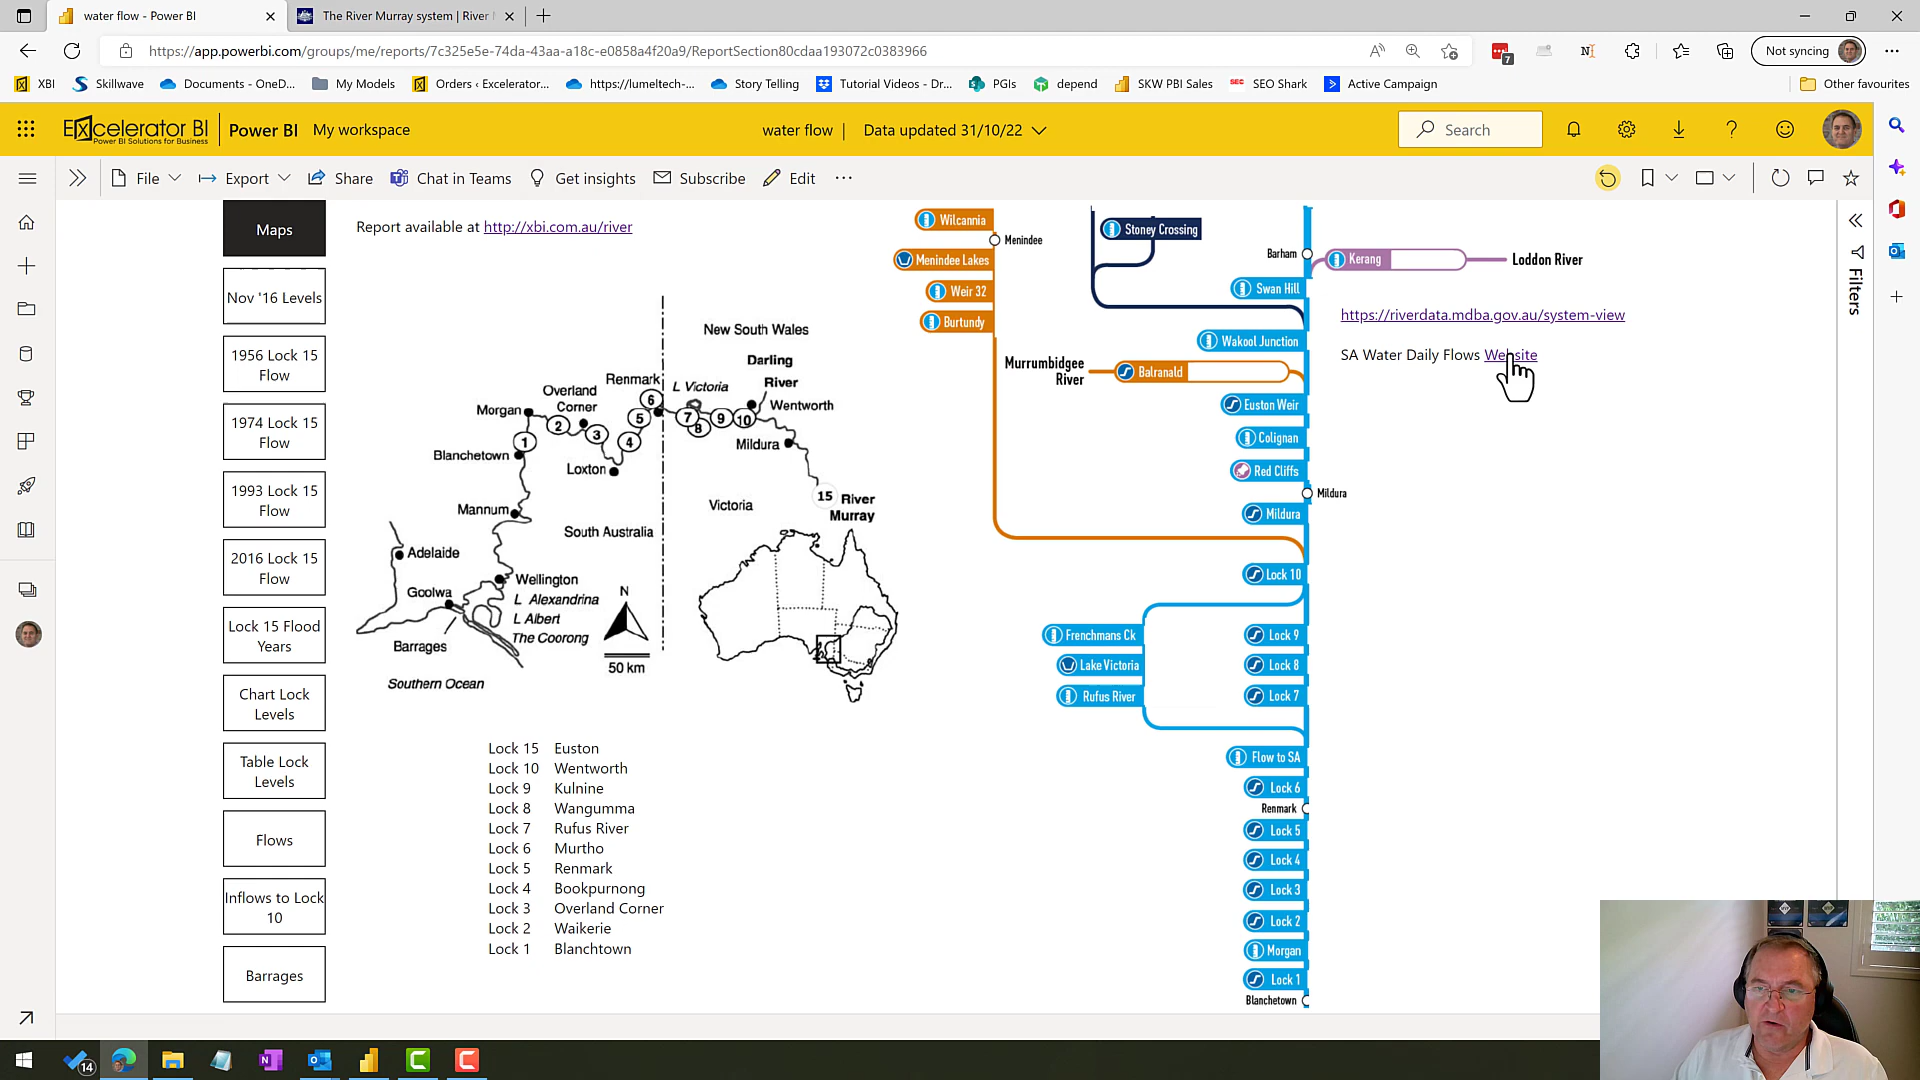 water flow - Power BI
The River Murray system | River
https://app.powerbi.com/groups/me/reports/7c325e5e-74da-43aa-a18c-e0858a4f20a9/ReportSection80cdaa193072c0383966
7
Not syncing
XBI
Skillwave
Documents - OneD...
My Models
Orders ‹ Excelerator...
https://lumeltech-...
Story Telling
Tutorial Videos - Dr...
PGIs
depend
SKW PBI Sales
SEO Shark
Active Campaign
Other favourites
EXcelerator BI
Power BI Solutions for Business
Power BI
My workspace
water flow
Data updated 31/10/22
Search
File
Export
Share
Chat in Teams
Get insights
Subscribe
Edit
Filters
Maps
Nov '16 Levels
1956 Lock 15
Flow
1974 Lock 15
Flow
1993 Lock 15
Flow
2016 Lock 15
Flow
Lock 15 Flood
Years
Chart Lock
Levels
Table Lock
Levels
Flows
Inflows to Lock
10
Barrages
Report available at http://xbi.com.au/river
New South Wales
Darling
River
Renmark
L Victoria
Overland
Corner
Morgan
Wentworth
6
5
7
8
9
10
2
3
4
1
Mildura
Blanchetown
Loxton
15
River
Murray
Victoria
Mannum
South Australia
Adelaide
Wellington
Goolwa
L Alexandrina
L Albert
The Coorong
N
Barrages
50 km
Southern Ocean
Lock 15 Euston
Lock 10 Wentworth
Lock 9 Kulnine
Lock 8 Wangumma
Lock 7 Rufus River
Lock 6 Murtho
Lock 5 Renmark
Lock 4 Bookpurnong
Lock 3 Overland Corner
Lock 2 Waikerie
Lock 1 Blanchtown
Wilcannia
Menindee
Menindee Lakes
Weir 32
Burtundy
Stoney Crossing
Barham
Kerang
Loddon River
Swan Hill
Wakool Junction
Murrumbidgee
River
Balranald
Euston Weir
Colignan
Red Cliffs
Mildura
Mildura
Lock 10
Frenchmans Ck
Lake Victoria
Rufus River
Lock 9
Lock 8
Lock 7
Flow to SA
Lock 6
Renmark
Lock 5
Lock 4
Lock 3
Lock 2
Morgan
Lock 1
Blanchetown
https://riverdata.mdba.gov.au/system-view
SA Water Daily Flows Website
14